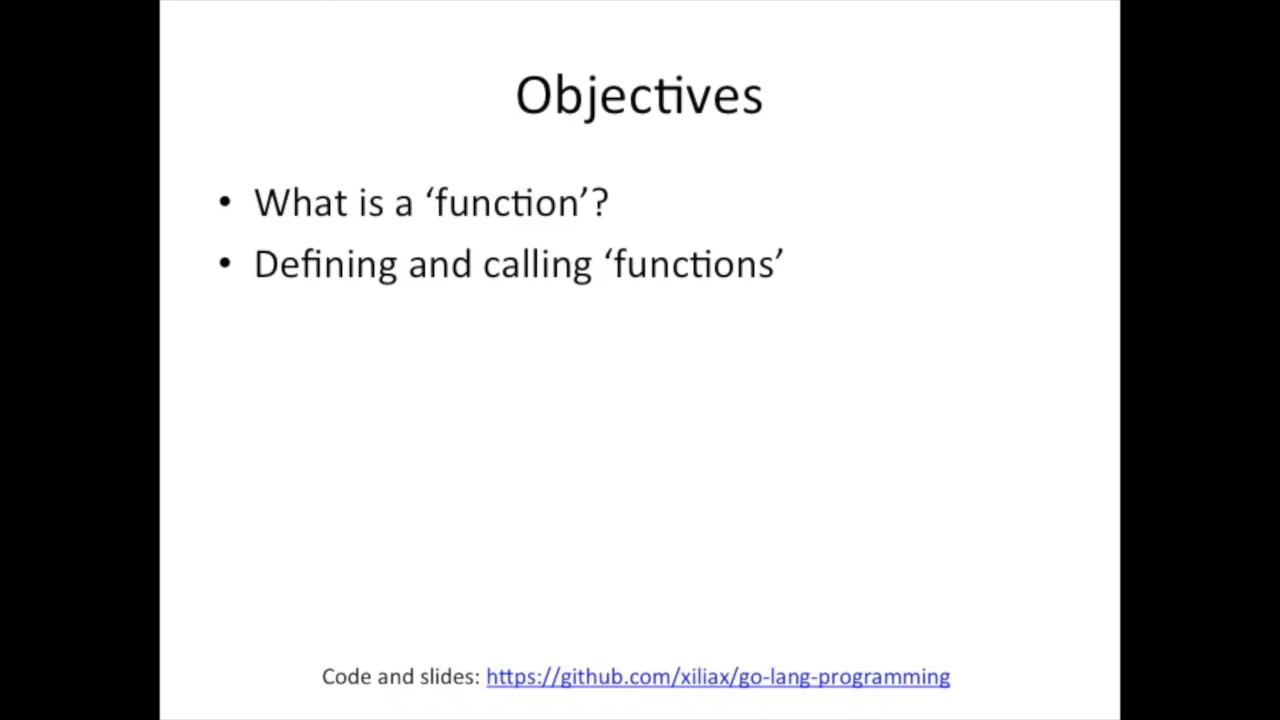 Objectives
• What is a ‘function’?
• Defining and calling ‘functions’
Code and slides: https://github.com/xiliax/go-lang-programming